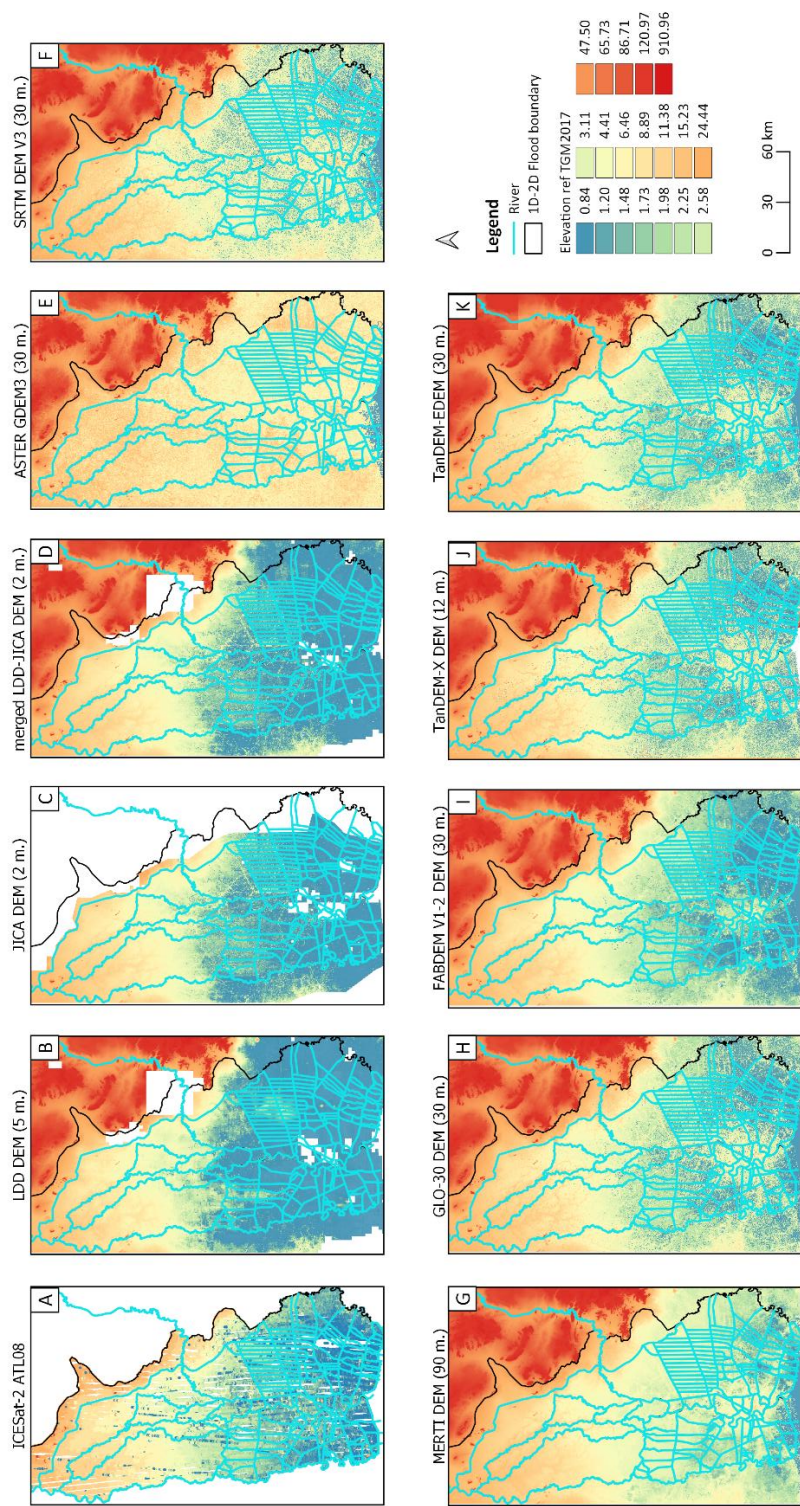 ICESat-2 ATL08
A
LDD DEM (5 m.)
B
JICA DEM (2 m.)
C
merged LDD-JICA DEM (2 m.)
D
ASTER GDEM3 (30 m.)
E
SRTM DEM V3 (30 m.)
F
MERTI DEM (90 m.)
G
GLO-30 DEM (30 m.)
H
FABDEM V1-2 DEM (30 m.)
I
TanDEM-X DEM (12 m.)
J
TanDEM-EDEM (30 m.)
K
Legend
River
1D-2D Flood boundary
Elevation ref TGM2017
0.84 3.11 47.50
1.20 4.41 65.73
1.48 6.46 86.71
1.73 8.89 120.97
1.98 11.38 910.96
2.25 15.23
2.58 24.44
0 30 60 km